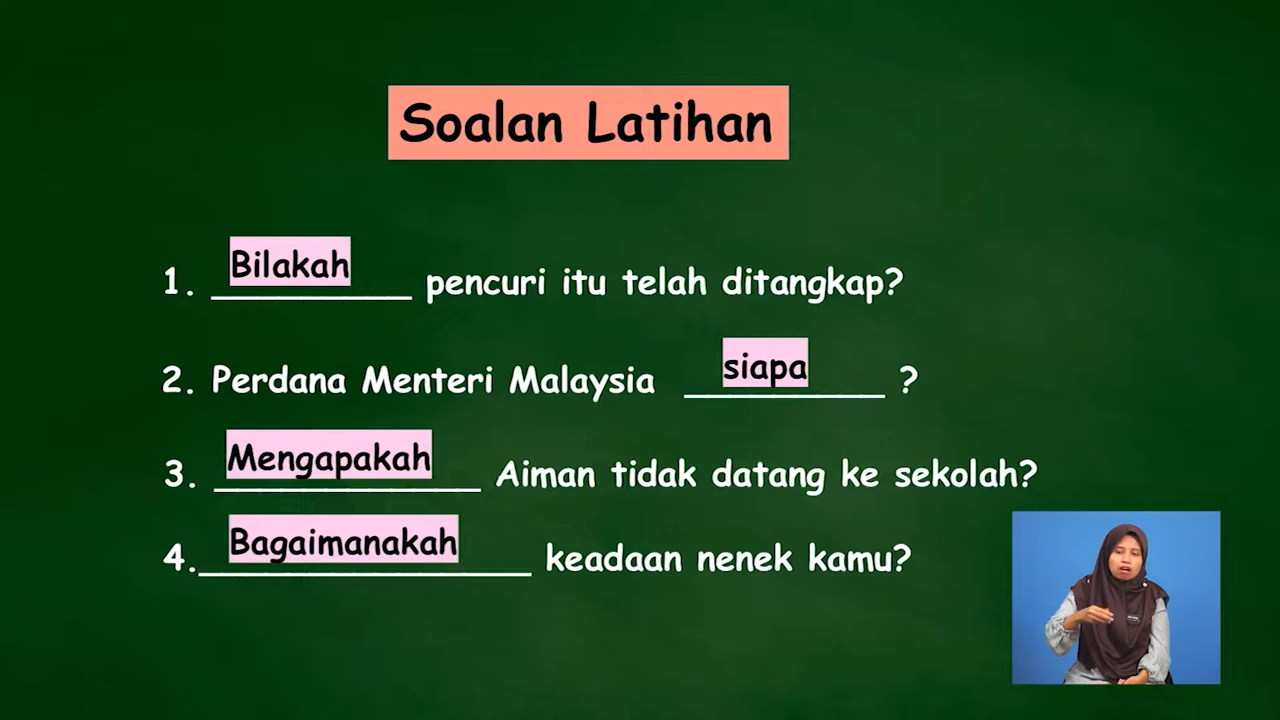 Soalan Latihan
1. Bilakah pencuri itu telah ditangkap?
2. Perdana Menteri Malaysia siapa ?
3. Mengapakah Aiman tidak datang ke sekolah?
4. Bagaimanakah keadaan nenek kamu?